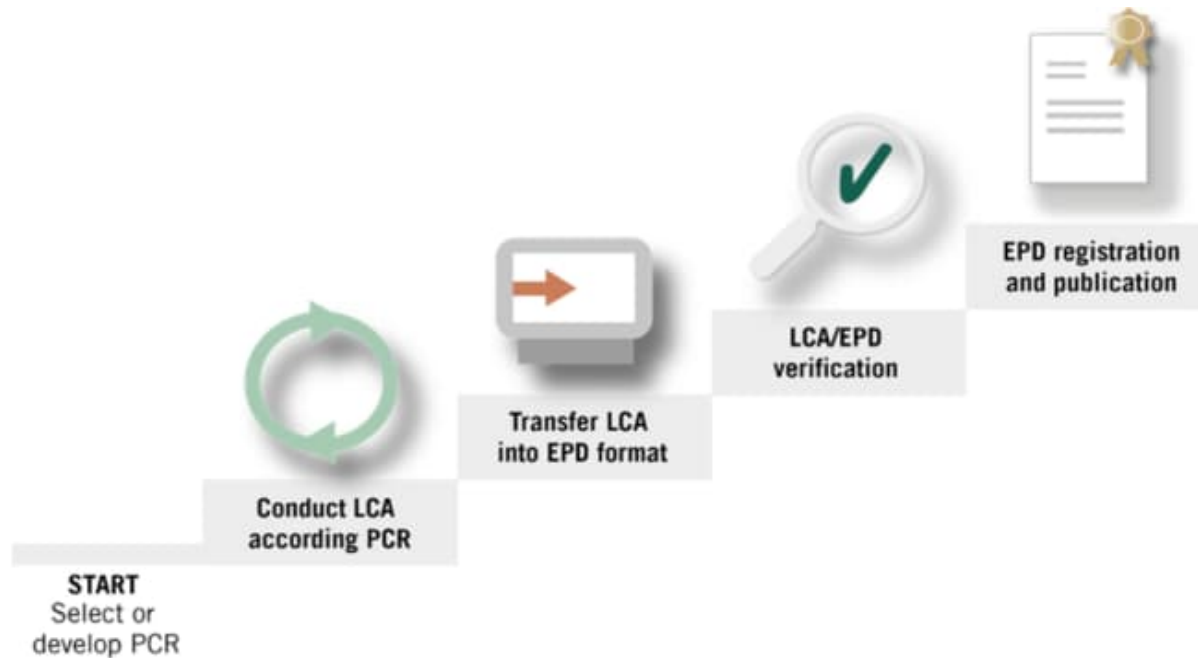 START
Select or
develop PCR
Conduct LCA
according PCR
Transfer LCA
into EPD format
LCA/EPD
verification
EPD registration
and publication